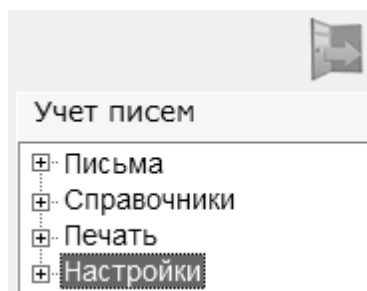 Учет писем
Письма
Справочники
Печать
Настройки